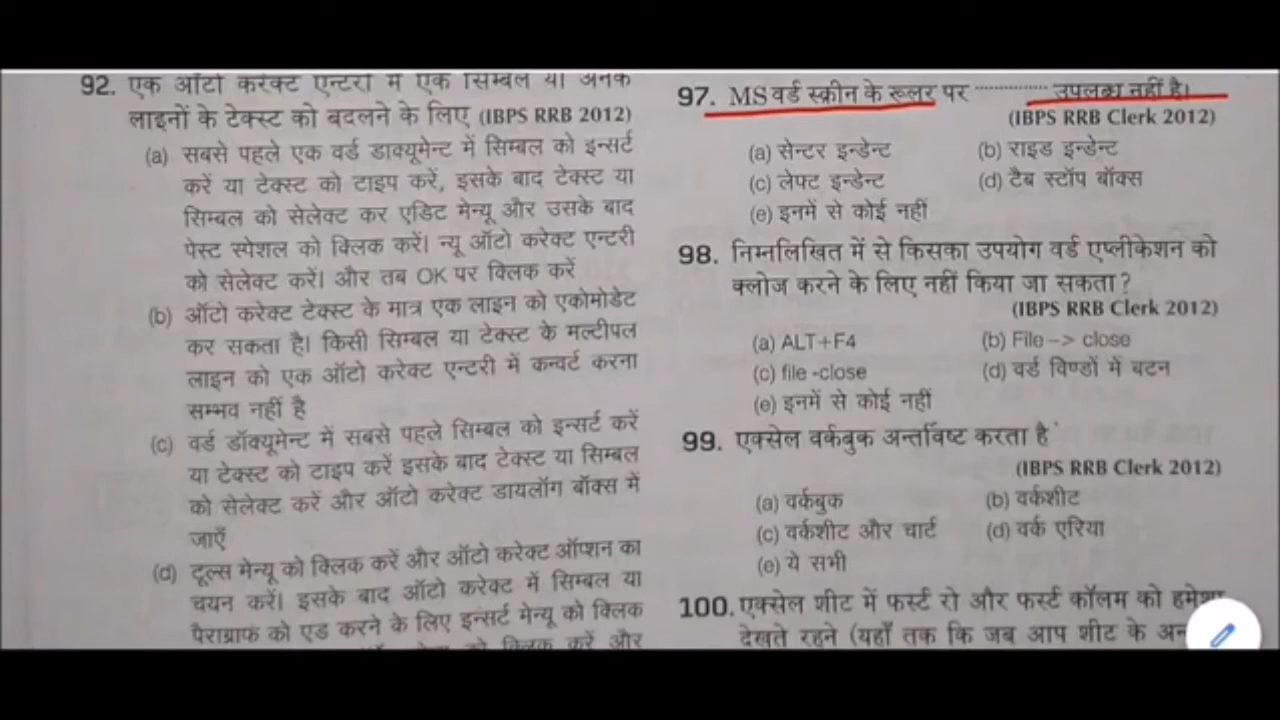 92. एक ऑटो करेक्ट एन्टरी में एक सिम्बल या अनेक
लाइनों के टेक्स्ट को बदलने के लिए (IBPS RRB 2012)
(a) सबसे पहले एक वर्ड डाक्यूमेन्ट में सिम्बल को इन्सर्ट
करें या टेक्स्ट को टाइप करें, इसके बाद टेक्स्ट या
सिम्बल को सेलेक्ट कर एडिट मेन्यू और उसके बाद
पेस्ट स्पेशल को क्लिक करें। न्यू ऑटो करेक्ट एन्टरी
को सेलेक्ट करें। और तब OK पर क्लिक करें
(b) ऑटो करेक्ट टेक्स्ट के मात्र एक लाइन को एकोमोडेट
कर सकता है। किसी सिम्बल या टेक्स्ट के मल्टीपल
लाइन को एक ऑटो करेक्ट एन्टरी में कन्वर्ट करना
सम्भव नहीं है
(c) वर्ड डॉक्यूमेन्ट में सबसे पहले सिम्बल को इन्सर्ट करें
या टेक्स्ट को टाइप करें इसके बाद टेक्स्ट या सिम्बल
को सेलेक्ट करें और ऑटो करेक्ट डायलॉग बॉक्स में
जाएँ
(d) टूल्स मेन्यू को क्लिक करें और ऑटो करेक्ट ऑप्शन का
चयन करें। इसके बाद ऑटो करेक्ट में सिम्बल या
पैराग्राफ को एड करने के लिए इन्सर्ट मेन्यू को क्लिक
को क्लिक करें और
97. MS वर्ड स्क्रीन के रूलर पर ................ उपलब्ध नहीं है।
(IBPS RRB Clerk 2012)
(a) सेन्टर इन्डेन्ट (b) राइड इन्डेन्ट
(c) लेफ्ट इन्डेन्ट (d) टैब स्टॉप बॉक्स
(e) इनमें से कोई नहीं
98. निम्नलिखित में से किसका उपयोग वर्ड एप्लीकेशन को
क्लोज करने के लिए नहीं किया जा सकता?
(IBPS RRB Clerk 2012)
(a) ALT+F4 (b) File -> close
(c) file -close (d) वर्ड विण्डों में बटन
(e) इनमें से कोई नहीं
99. एक्सेल वर्कबुक अर्न्तविष्ट करता है
(IBPS RRB Clerk 2012)
(a) वर्कबुक (b) वर्कशीट
(c) वर्कशीट और चार्ट (d) वर्क एरिया
(e) ये सभी
100. एक्सेल शीट में फर्स्ट रो और फर्स्ट कॉलम को हमेशा
देखते रहने (यहाँ तक कि जब आप शीट के